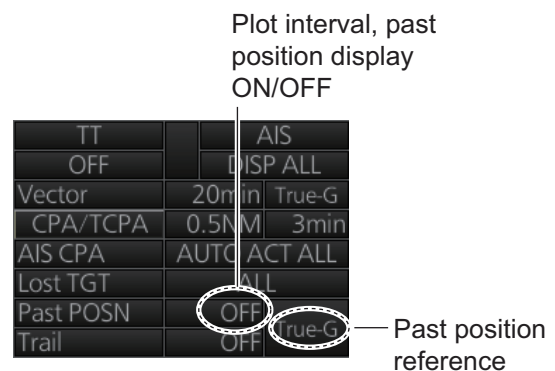 Plot interval, past
position display
ON/OFF
TT AIS
OFF DISP ALL
Vector 20min True-G
CPA/TCPA 0.5NM 3min
AIS CPA AUTO ACT ALL
Lost TGT ALL
Past POSN OFF True-G
Trail OFF
Past position
reference